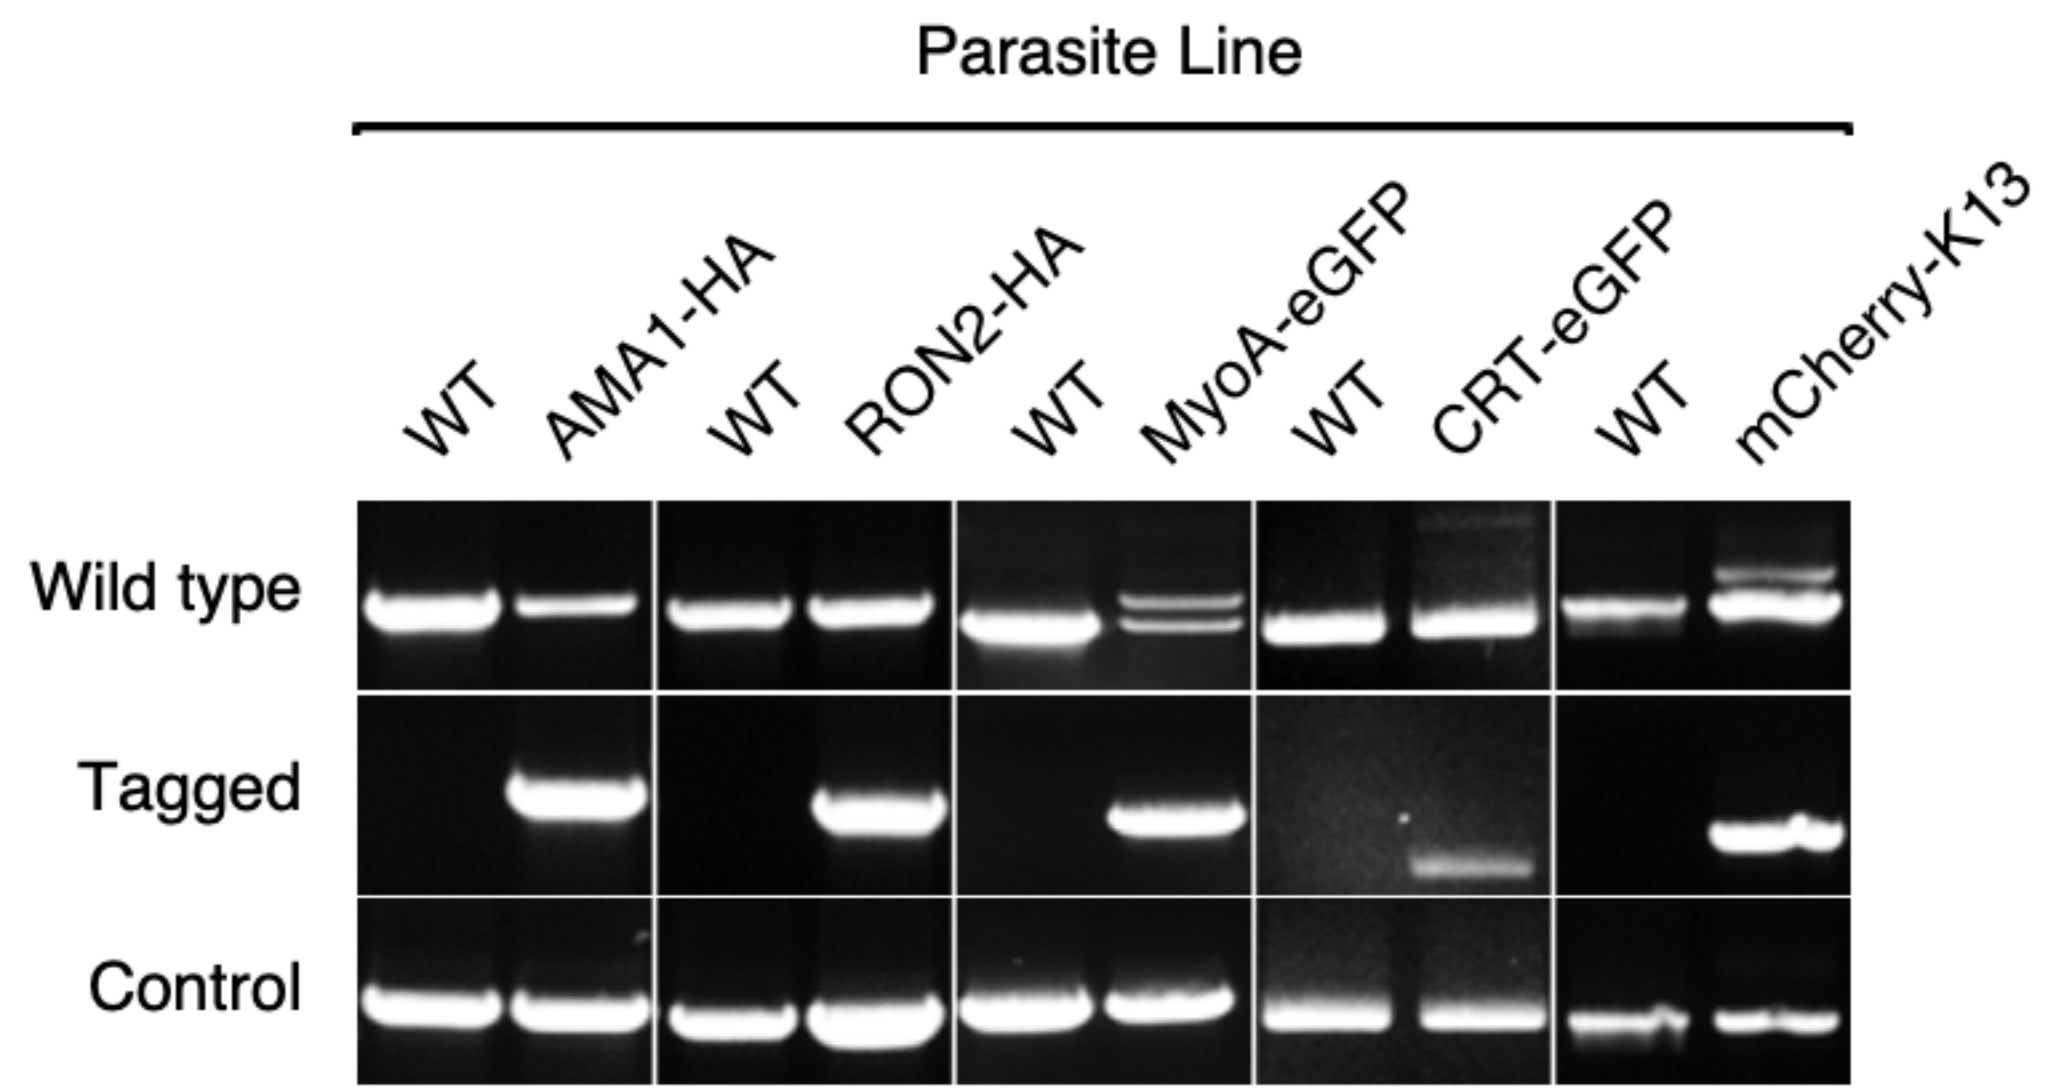 Parasite Line
WT
AMA1-HA
WT
RON2-HA
WT
MyoA-eGFP
WT
CRT-eGFP
WT
mCherry-K13
Wild type
Tagged
Control